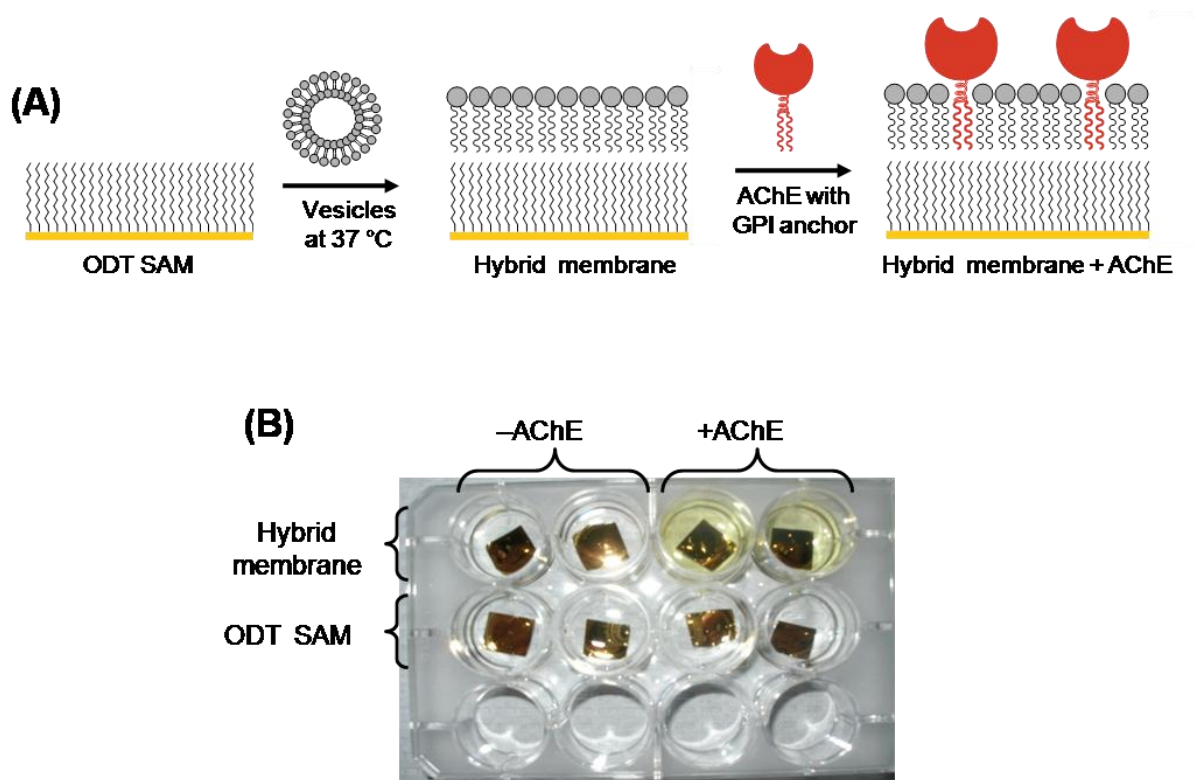 (A)
Vesicles
at 37 °C
AChE with
GPI anchor
ODT SAM
Hybrid membrane
Hybrid membrane + AChE
(B)
–AChE
+AChE
Hybrid
membrane
ODT SAM